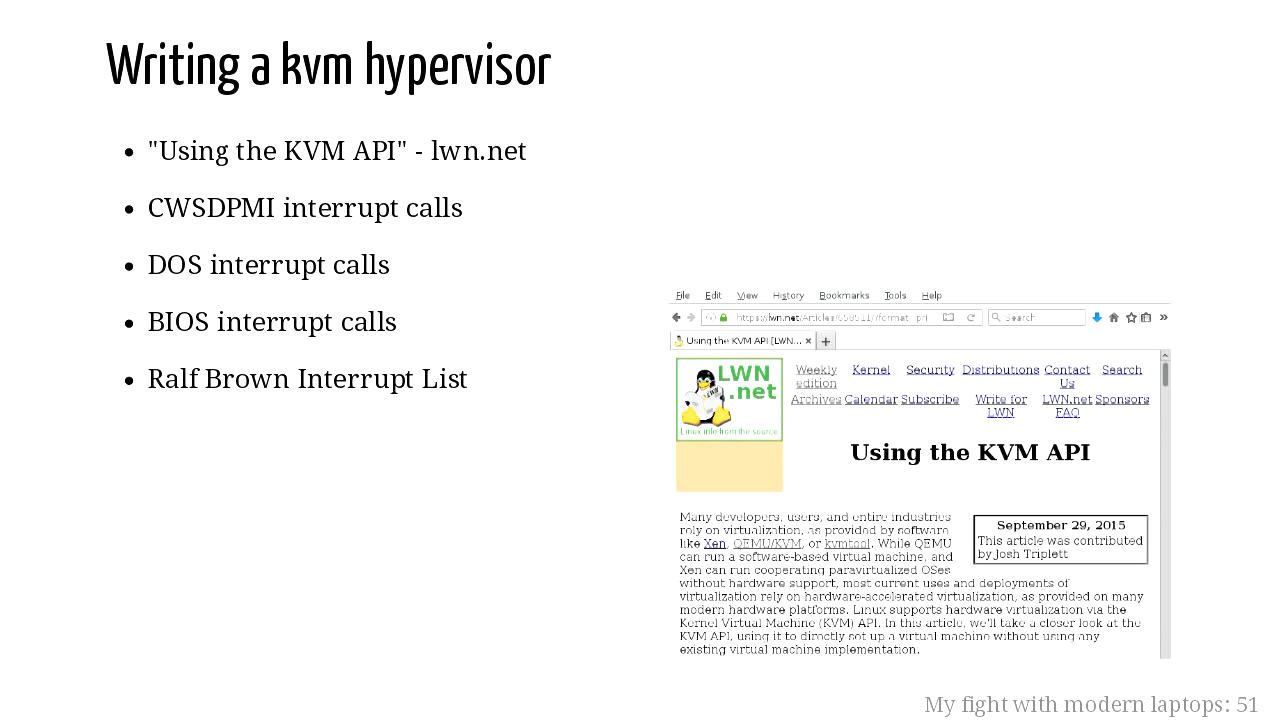 Writing a kvm hypervisor
"Using the KVM API" - lwn.net
CWSDPMI interrupt calls
DOS interrupt calls
BIOS interrupt calls
Ralf Brown Interrupt List
File Edit View History Bookmarks Tools Help
https://lwn.net/Articles/658511/?format=pri Search
Using the KVM API [LWN...
LWN
.net
Linux info from the source
Weekly edition Kernel Security Distributions Contact Us Search
Archives Calendar Subscribe Write for LWN LWN.net FAQ Sponsors
Using the KVM API
September 29, 2015
This article was contributed
by Josh Triplett
Many developers, users, and entire industries
rely on virtualization, as provided by software
like Xen, QEMU/KVM, or kvmtool. While QEMU
can run a software-based virtual machine, and
Xen can run cooperating paravirtualized OSes
without hardware support, most current uses and deployments of
virtualization rely on hardware-accelerated virtualization, as provided on many
modern hardware platforms. Linux supports hardware virtualization via the
Kernel Virtual Machine (KVM) API. In this article, we'll take a closer look at the
KVM API, using it to directly set up a virtual machine without using any
existing virtual machine implementation.
My fight with modern laptops: 51